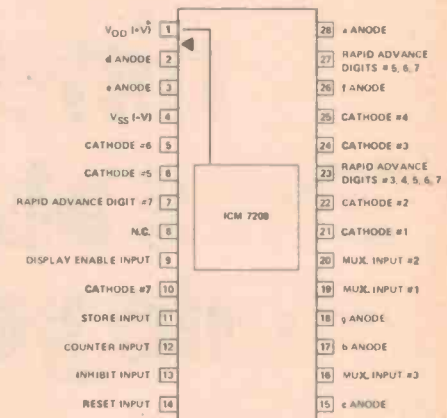 V_DD (+V) 1
d ANODE 2
e ANODE 3
V_SS (-V) 4
CATHODE #6 5
CATHODE #5 6
RAPID ADVANCE DIGIT #7 7
N.C. 8
DISPLAY ENABLE INPUT 9
CATHODE #7 10
STORE INPUT 11
COUNTER INPUT 12
INHIBIT INPUT 13
RESET INPUT 14
ICM 7208
28 a ANODE
27 RAPID ADVANCE
DIGITS # 5, 6, 7
26 f ANODE
25 CATHODE #4
24 CATHODE #3
23 RAPID ADVANCE
DIGITS #3, 4, 5, 6, 7
22 CATHODE #2
21 CATHODE #1
20 MUX. INPUT #2
19 MUX. INPUT #1
18 g ANODE
17 b ANODE
16 MUX. INPUT #3
15 c ANODE